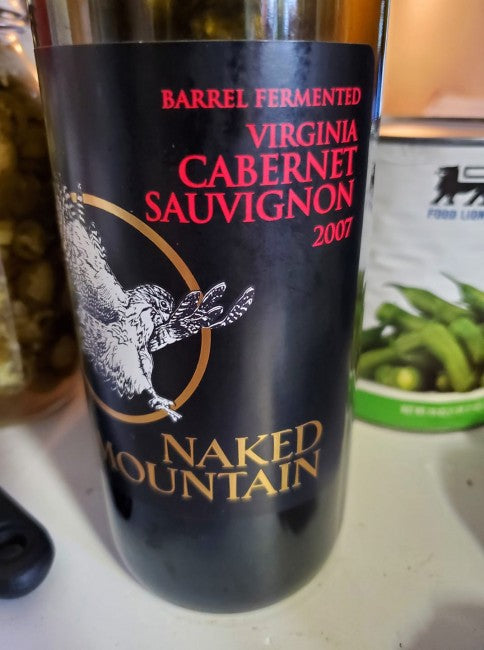 BARREL FERMENTED
VIRGINIA
CABERNET
SAUVIGNON
2007
NAKED
MOUNTAIN
FOOD LION